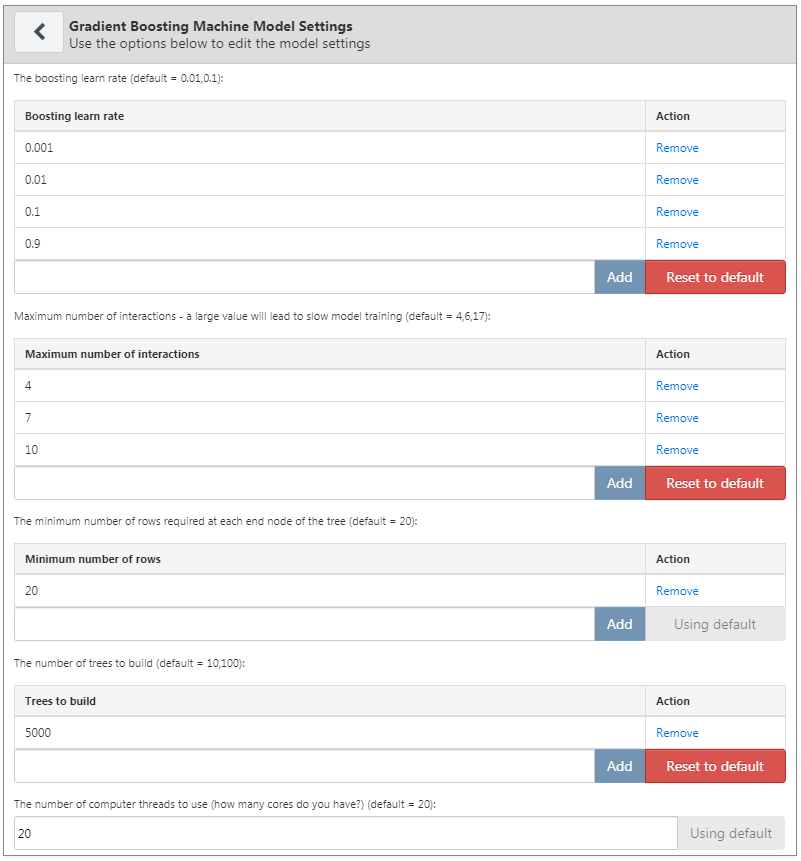 Gradient Boosting Machine Model Settings
Use the options below to edit the model settings
The boosting learn rate (default = 0.01,0.1):
Boosting learn rate Action
0.001 Remove
0.01 Remove
0.1 Remove
0.9 Remove
Add Reset to default
Maximum number of interactions - a large value will lead to slow model training (default = 4,6,17):
Maximum number of interactions Action
4 Remove
7 Remove
10 Remove
Add Reset to default
The minimum number of rows required at each end node of the tree (default = 20):
Minimum number of rows Action
20 Remove
Add Using default
The number of trees to build (default = 10,100):
Trees to build Action
5000 Remove
Add Reset to default
The number of computer threads to use (how many cores do you have?) (default = 20):
20 Using default